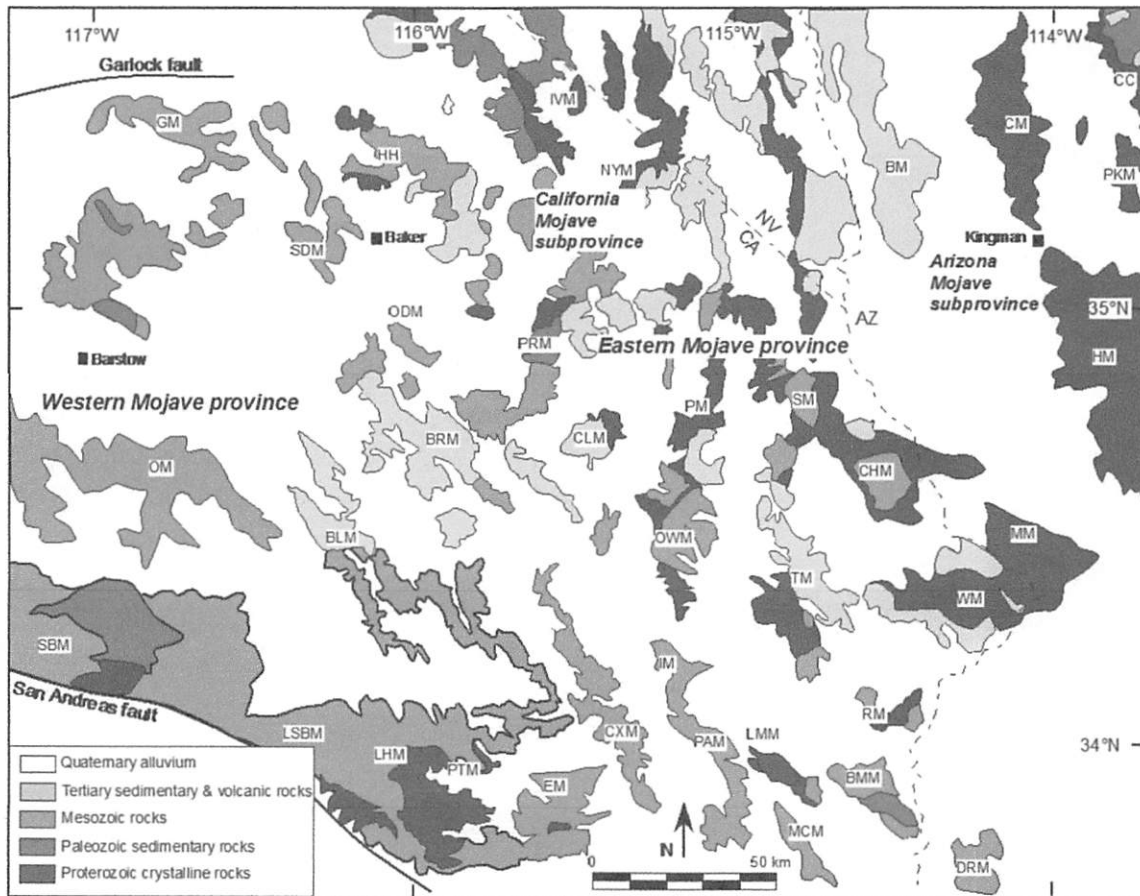 117°W
116°W
115°W
114°W
Garlock fault
GM
IVM
CC
CM
HH
NYM
BM
PKM
California
Mojave
subprovince
NV
CA
SDM
Baker
Kingman
Arizona
Mojave
subprovince
ODM
35°N
AZ
PRM
Eastern Mojave province
Barstow
HM
Western Mojave province
PM
SM
BRM
CLM
OM
CHM
BLM
OWM
MM
TM
WM
SBM
IM
San Andreas fault
RM
LSBM
CXM
PAM
LMM
34°N
LHM
PTM
EM
BMM
MCM
DRM
Quaternary alluvium
Tertiary sedimentary & volcanic rocks
Mesozoic rocks
Paleozoic sedimentary rocks
Proterozoic crystalline rocks
N
0 50 km